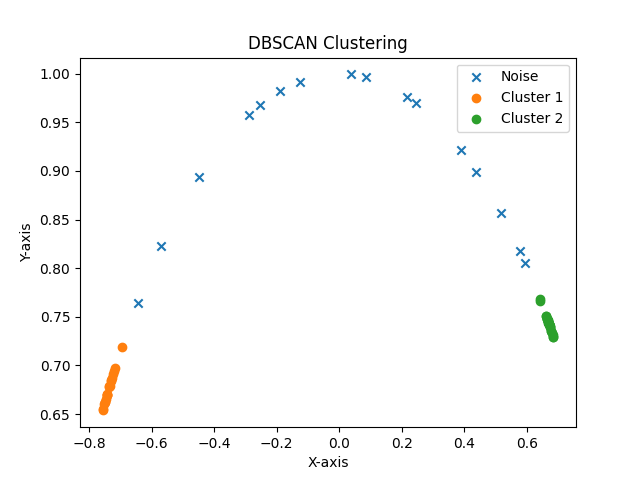 DBSCAN Clustering
Noise
Cluster 1
Cluster 2
1.00
0.95
0.90
0.85
0.80
0.75
0.70
0.65
Y-axis
−0.8 −0.6 −0.4 −0.2 0.0 0.2 0.4 0.6
X-axis